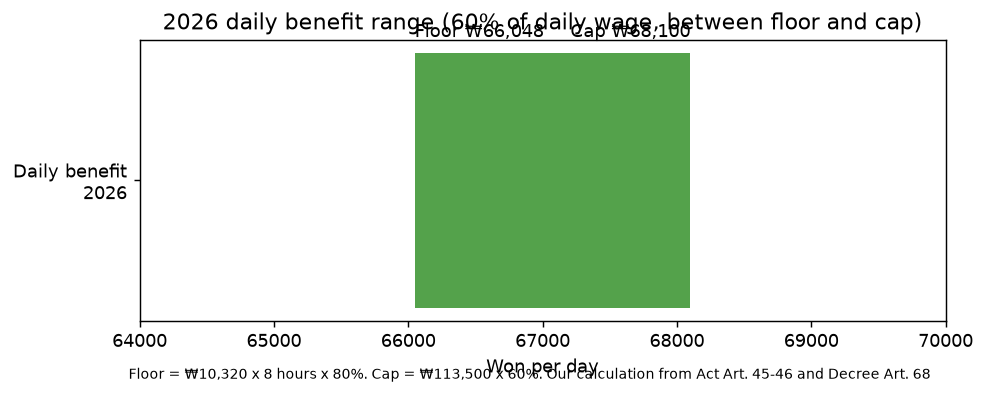 2026 daily benefit range (60% of daily wage, between floor and cap)
Floor ₩66,048 Cap ₩68,100
Daily benefit
2026
64000 65000 66000 67000 68000 69000 70000
Won per day
Floor = ₩10,320 x 8 hours x 80%. Cap = ₩113,500 x 60%. Our calculation from Act Art. 45-46 and Decree Art. 68